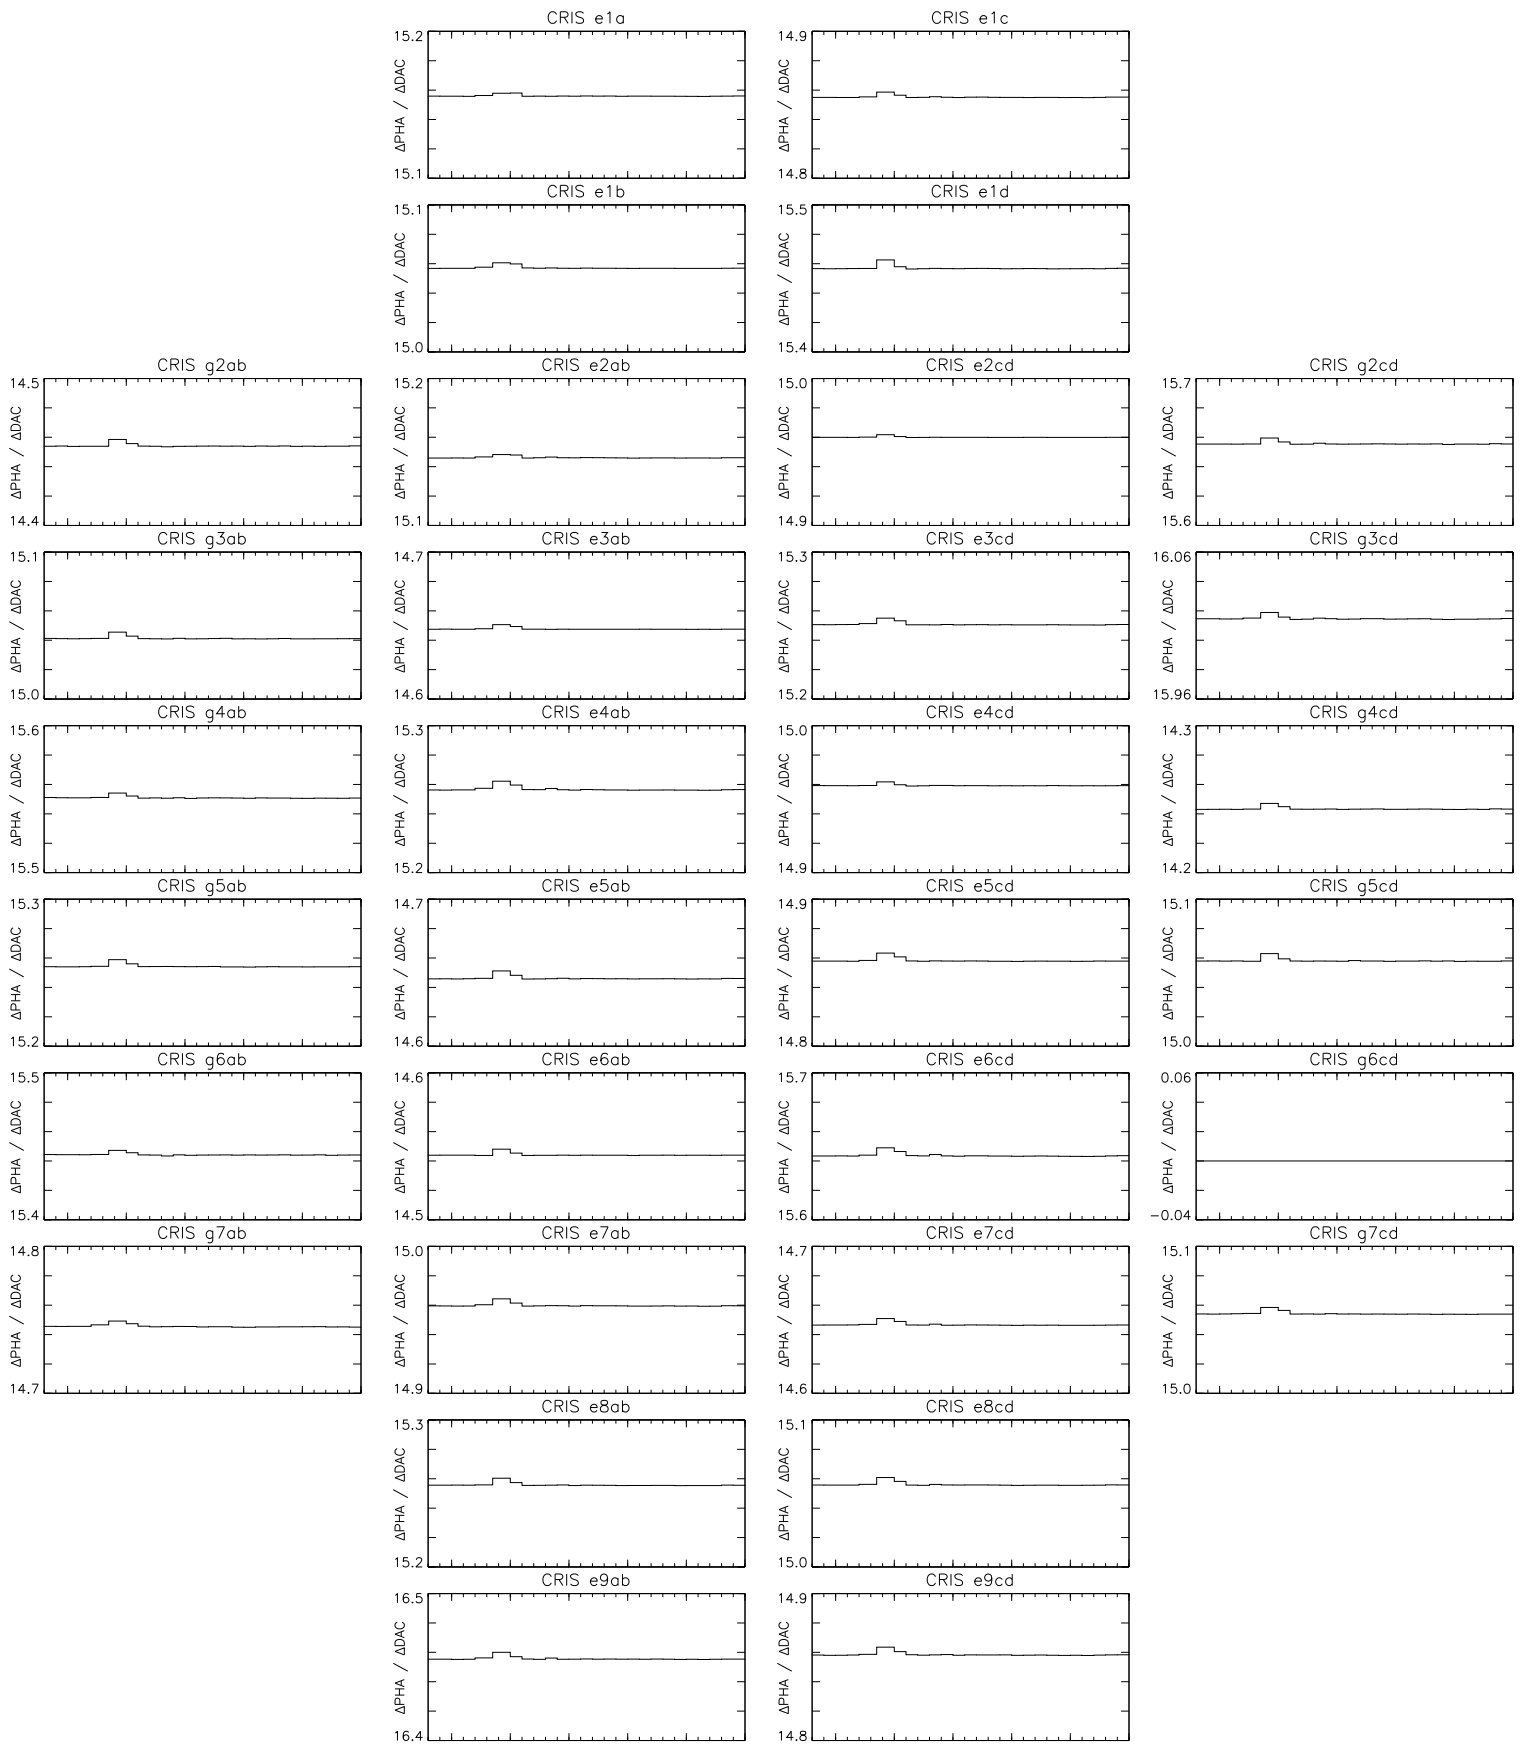 CRIS e1a CRIS e1c
15.2 14.9
ΔPHA / ΔDAC ΔPHA / ΔDAC
15.1 14.8
CRIS e1b CRIS e1d
15.1 15.5
ΔPHA / ΔDAC ΔPHA / ΔDAC
15.0 15.4
CRIS g2ab CRIS e2ab CRIS e2cd CRIS g2cd
14.5 15.2 15.0 15.7
ΔPHA / ΔDAC ΔPHA / ΔDAC ΔPHA / ΔDAC ΔPHA / ΔDAC
14.4 15.1 14.9 15.6
CRIS g3ab CRIS e3ab CRIS e3cd CRIS g3cd
15.1 14.7 15.3 16.06
ΔPHA / ΔDAC ΔPHA / ΔDAC ΔPHA / ΔDAC ΔPHA / ΔDAC
15.0 14.6 15.2 15.96
CRIS g4ab CRIS e4ab CRIS e4cd CRIS g4cd
15.6 15.3 15.0 14.3
ΔPHA / ΔDAC ΔPHA / ΔDAC ΔPHA / ΔDAC ΔPHA / ΔDAC
15.5 15.2 14.9 14.2
CRIS g5ab CRIS e5ab CRIS e5cd CRIS g5cd
15.3 14.7 14.9 15.1
ΔPHA / ΔDAC ΔPHA / ΔDAC ΔPHA / ΔDAC ΔPHA / ΔDAC
15.2 14.6 14.8 15.0
CRIS g6ab CRIS e6ab CRIS e6cd CRIS g6cd
15.5 14.6 15.7 0.06
ΔPHA / ΔDAC ΔPHA / ΔDAC ΔPHA / ΔDAC ΔPHA / ΔDAC
15.4 14.5 15.6 −0.04
CRIS g7ab CRIS e7ab CRIS e7cd CRIS g7cd
14.8 15.0 14.7 15.1
ΔPHA / ΔDAC ΔPHA / ΔDAC ΔPHA / ΔDAC ΔPHA / ΔDAC
14.7 14.9 14.6 15.0
CRIS e8ab CRIS e8cd
15.3 15.1
ΔPHA / ΔDAC ΔPHA / ΔDAC
15.2 15.0
CRIS e9ab CRIS e9cd
16.5 14.9
ΔPHA / ΔDAC ΔPHA / ΔDAC
16.4 14.8